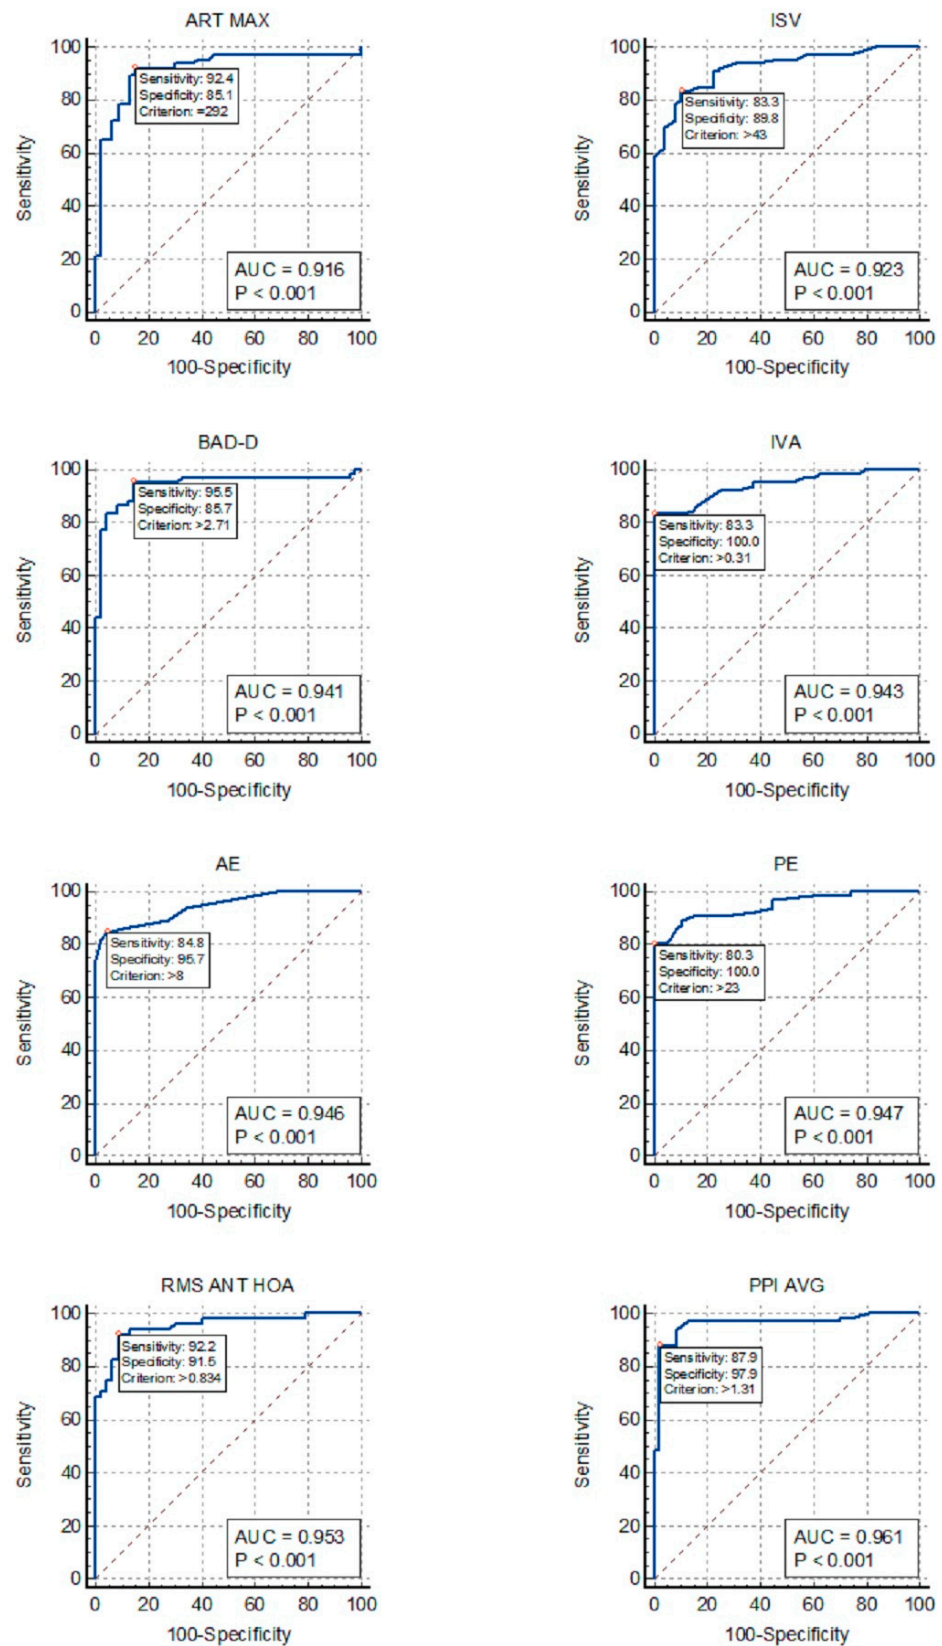 ART MAX
100
80
60
40
20
0
Sensitivity
Sensitivity: 92.4
Specificity: 85.1
Criterion: =292
AUC = 0.916
P < 0.001
0 20 40 60 80 100
100-Specificity
ISV
100
80
60
40
20
0
Sensitivity
Sensitivity: 83.3
Specificity: 89.8
Criterion: >43
AUC = 0.923
P < 0.001
0 20 40 60 80 100
100-Specificity
BAD-D
100
80
60
40
20
0
Sensitivity
Sensitivity: 95.5
Specificity: 85.7
Criterion: >2.71
AUC = 0.941
P < 0.001
0 20 40 60 80 100
100-Specificity
IVA
100
80
60
40
20
0
Sensitivity
Sensitivity: 83.3
Specificity: 100.0
Criterion: >0.31
AUC = 0.943
P < 0.001
0 20 40 60 80 100
100-Specificity
AE
100
80
60
40
20
0
Sensitivity
Sensitivity: 84.8
Specificity: 95.7
Criterion: >8
AUC = 0.946
P < 0.001
0 20 40 60 80 100
100-Specificity
PE
100
80
60
40
20
0
Sensitivity
Sensitivity: 80.3
Specificity: 100.0
Criterion: >23
AUC = 0.947
P < 0.001
0 20 40 60 80 100
100-Specificity
RMS ANT HOA
100
80
60
40
20
0
Sensitivity
Sensitivity: 92.2
Specificity: 91.5
Criterion: >0.834
AUC = 0.953
P < 0.001
0 20 40 60 80 100
100-Specificity
PPI AVG
100
80
60
40
20
0
Sensitivity
Sensitivity: 87.9
Specificity: 97.9
Criterion: >1.31
AUC = 0.961
P < 0.001
0 20 40 60 80 100
100-Specificity